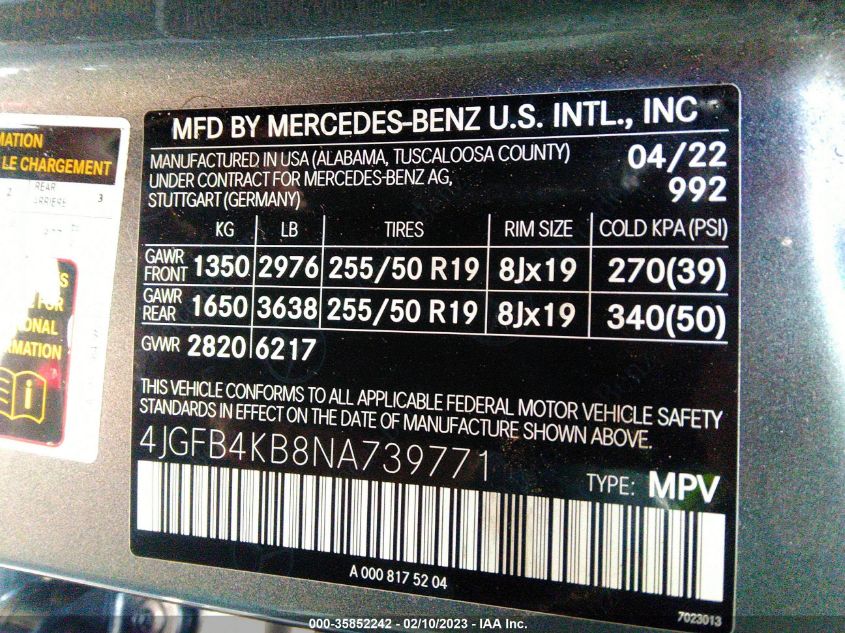 MATION
LE CHARGEMENT
2 REAR 3
ARRIERE
MFD BY MERCEDES-BENZ U.S. INTL., INC
MANUFACTURED IN USA (ALABAMA, TUSCALOOSA COUNTY) 04/22
UNDER CONTRACT FOR MERCEDES-BENZ AG, 992
STUTTGART (GERMANY)
KG LB TIRES RIM SIZE COLD KPA (PSI)
GAWR FRONT 1350 2976 255/50 R19 8Jx19 270(39)
GAWR REAR 1650 3638 255/50 R19 8Jx19 340(50)
GVWR 2820 6217
THIS VEHICLE CONFORMS TO ALL APPLICABLE FEDERAL MOTOR VEHICLE SAFETY
STANDARDS IN EFFECT ON THE DATE OF MANUFACTURE SHOWN ABOVE.
4JGFB4KB8NA739771
TYPE: MPV
A 000 817 52 04
7023013
S
FOR
IONAL
RMATION
000-35852242 - 02/10/2023 - IAA Inc.